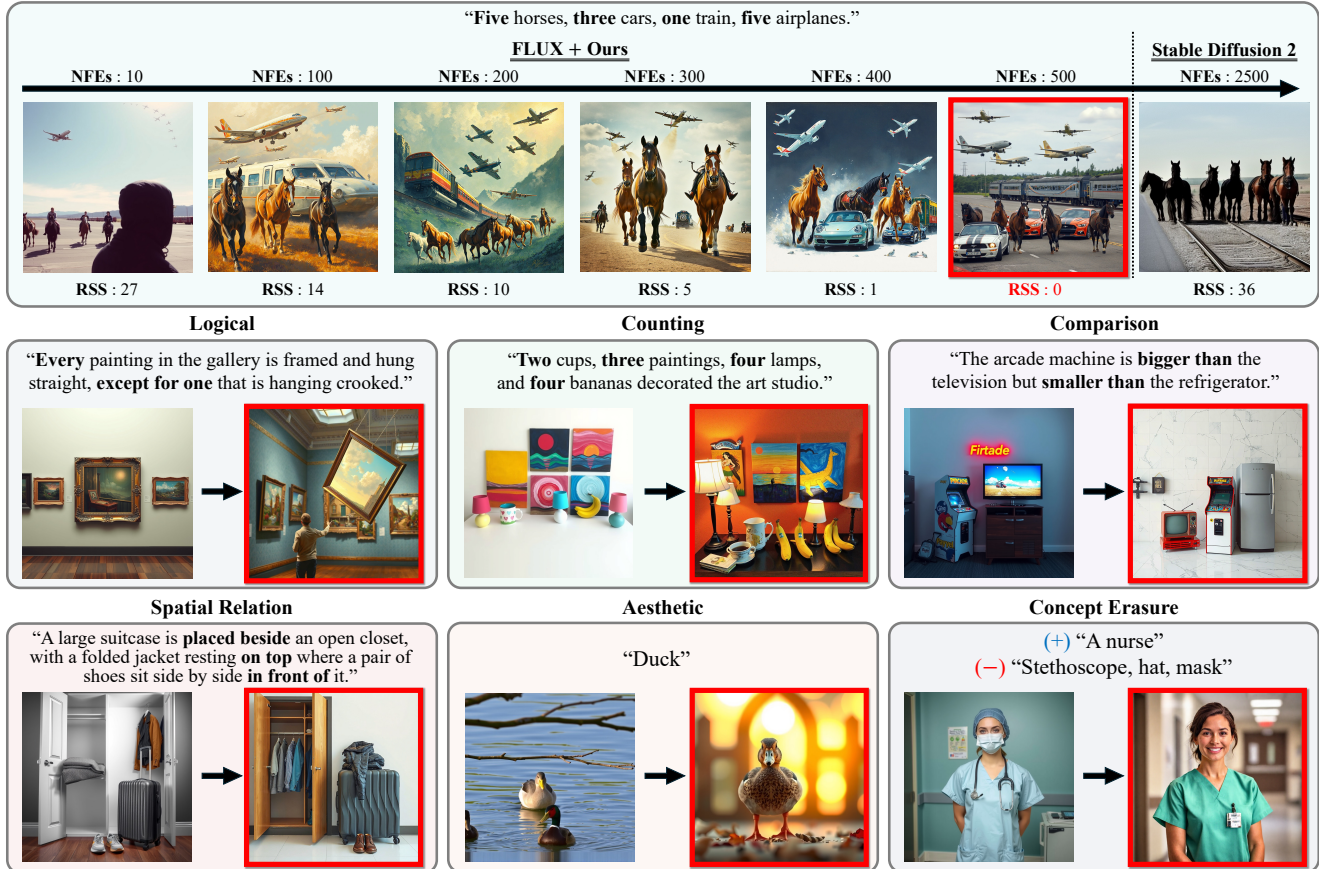 “Five horses, three cars, one train, five airplanes.”
FLUX + Ours
Stable Diffusion 2
NFEs : 10
NFEs : 100
NFEs : 200
NFEs : 300
NFEs : 400
NFEs : 500
NFEs : 2500
RSS : 27
RSS : 14
RSS : 10
RSS : 5
RSS : 1
RSS : 0
RSS : 36
Logical
“Every painting in the gallery is framed and hung
straight, except for one that is hanging crooked.”
Counting
“Two cups, three paintings, four lamps,
and four bananas decorated the art studio.”
Comparison
“The arcade machine is bigger than the
television but smaller than the refrigerator.”
Firtade
Spatial Relation
“A large suitcase is placed beside an open closet,
with a folded jacket resting on top where a pair of
shoes sit side by side in front of it.”
Aesthetic
“Duck”
Concept Erasure
(+) “A nurse”
(−) “Stethoscope, hat, mask”